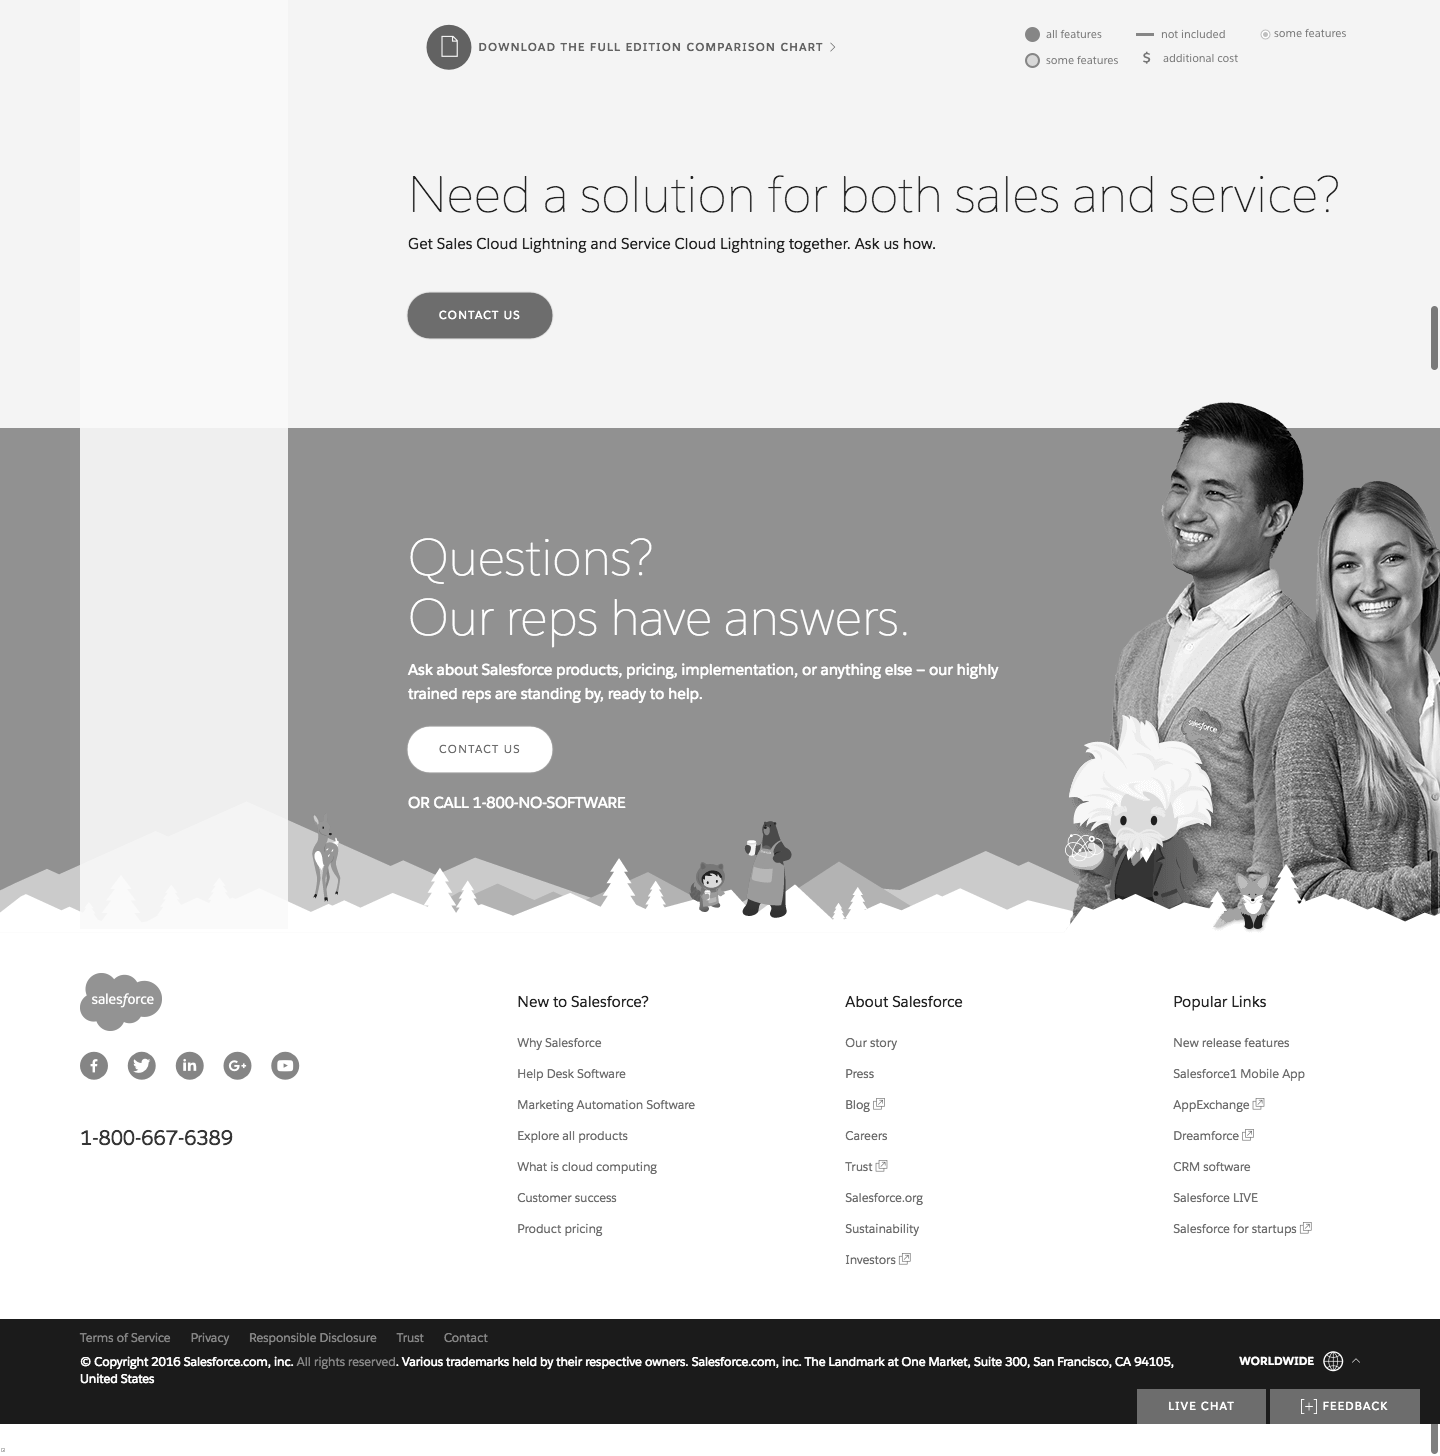 DOWNLOAD THE FULL EDITION COMPARISON CHART
all features
not included
some features
some features
$ additional cost
Need a solution for both sales and service?
Get Sales Cloud Lightning and Service Cloud Lightning together. Ask us how.
CONTACT US
Questions?
Our reps have answers.
Ask about Salesforce products, pricing, implementation, or anything else – our highly
trained reps are standing by, ready to help.
salesforce
CONTACT US
OR CALL 1-800-NO-SOFTWARE
salesforce
1-800-667-6389
New to Salesforce?
Why Salesforce
Help Desk Software
Marketing Automation Software
Explore all products
What is cloud computing
Customer success
Product pricing
About Salesforce
Our story
Press
Blog
Careers
Trust
Salesforce.org
Sustainability
Investors
Popular Links
New release features
Salesforce1 Mobile App
AppExchange
Dreamforce
CRM software
Salesforce LIVE
Salesforce for startups
Terms of Service Privacy Responsible Disclosure Trust Contact
© Copyright 2016 Salesforce.com, inc. All rights reserved. Various trademarks held by their respective owners. Salesforce.com, inc. The Landmark at One Market, Suite 300, San Francisco, CA 94105,
United States
WORLDWIDE
LIVE CHAT
[+] FEEDBACK